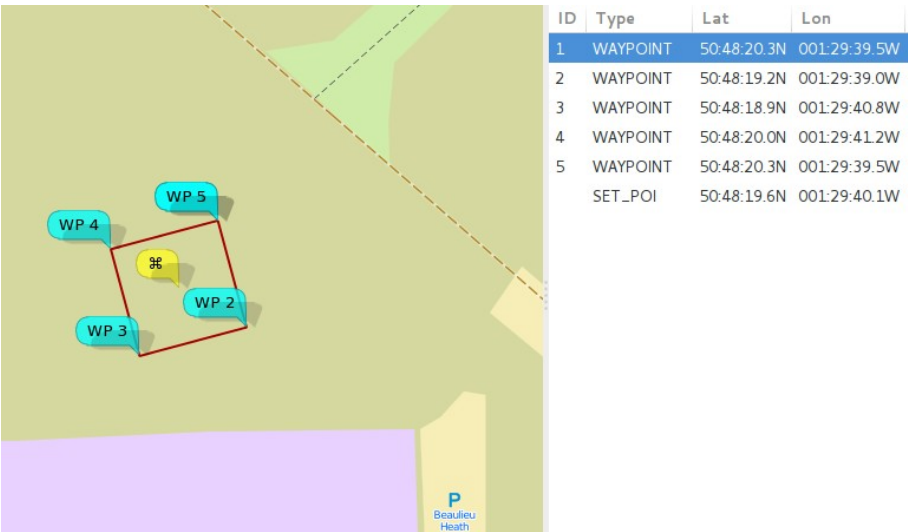 WP 5
WP 4
⌘
WP 2
WP 3
P
Beaulieu
Heath
ID Type Lat Lon
1 WAYPOINT 50:48:20.3N 001:29:39.5W
2 WAYPOINT 50:48:19.2N 001:29:39.0W
3 WAYPOINT 50:48:18.9N 001:29:40.8W
4 WAYPOINT 50:48:20.0N 001:29:41.2W
5 WAYPOINT 50:48:20.3N 001:29:39.5W
SET_POI 50:48:19.6N 001:29:40.1W